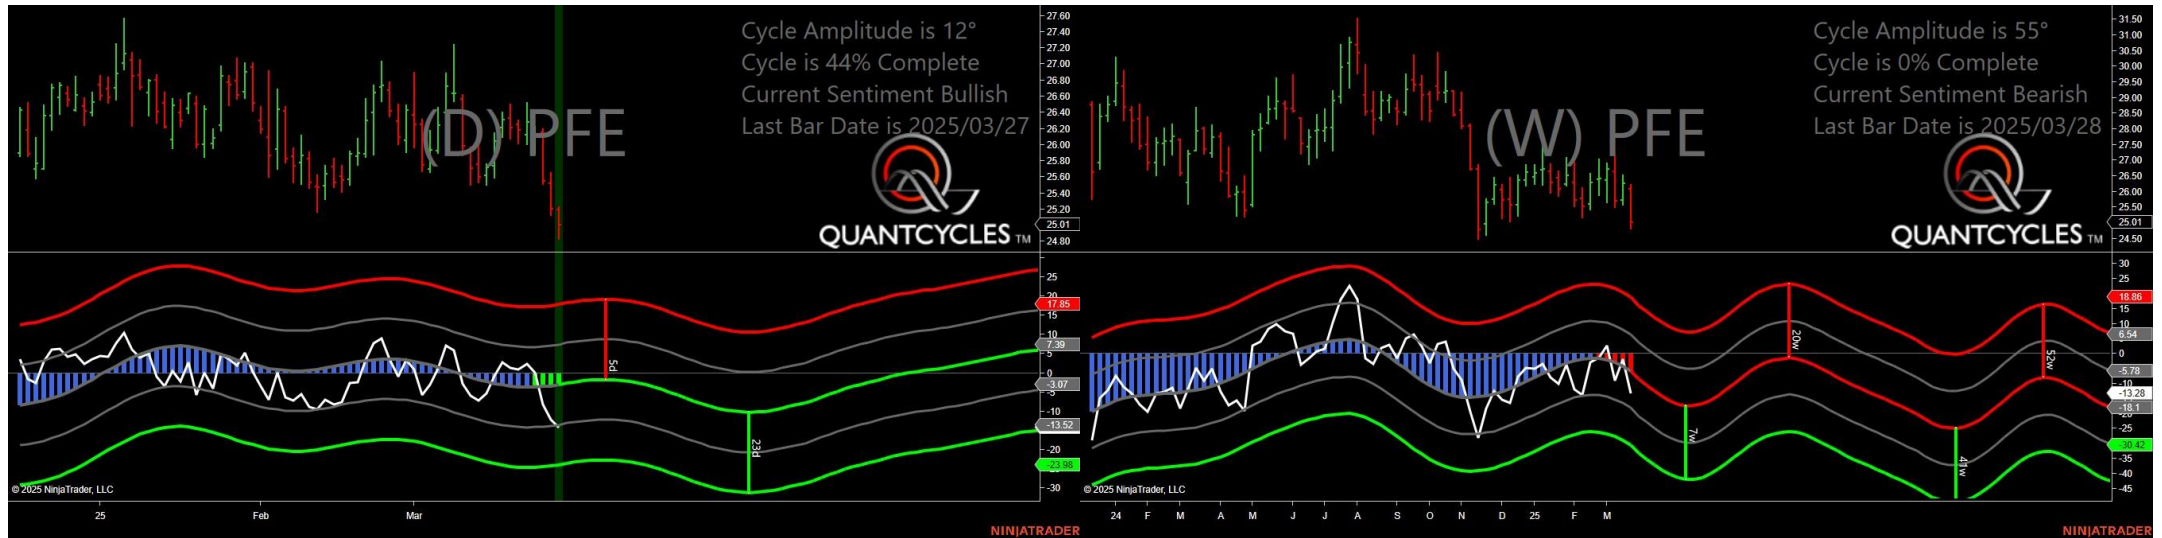 Cycle Amplitude is 12°
Cycle is 44% Complete
Current Sentiment Bullish
Last Bar Date is 2025/03/27
(D) PFE
QUANTCYCLES TM
27.60
27.40
27.20
27.00
26.80
26.60
26.40
26.20
26.00
25.80
25.60
25.40
25.20
25.01
24.80
25
20
17.85
15
10
7.39
5
0
-3.07
-5
-10
-13.52
-20
-23.98
-30
5d
23d
© 2025 NinjaTrader, LLC
25 Feb Mar
NINJATRADER
Cycle Amplitude is 55°
Cycle is 0% Complete
Current Sentiment Bearish
Last Bar Date is 2025/03/28
(W) PFE
QUANTCYCLES TM
31.50
31.00
30.50
30.00
29.50
29.00
28.50
28.00
27.50
27.00
26.50
26.00
25.50
25.01
24.50
30
25
18.86
15
10
6.54
0
-5.78
-10
-13.28
-18.1
-25
-30.42
-35
-40
-45
20w
52w
7w
41w
© 2025 NinjaTrader, LLC
24 F M A M J J A S O N D 25 F M
NINJATRADER